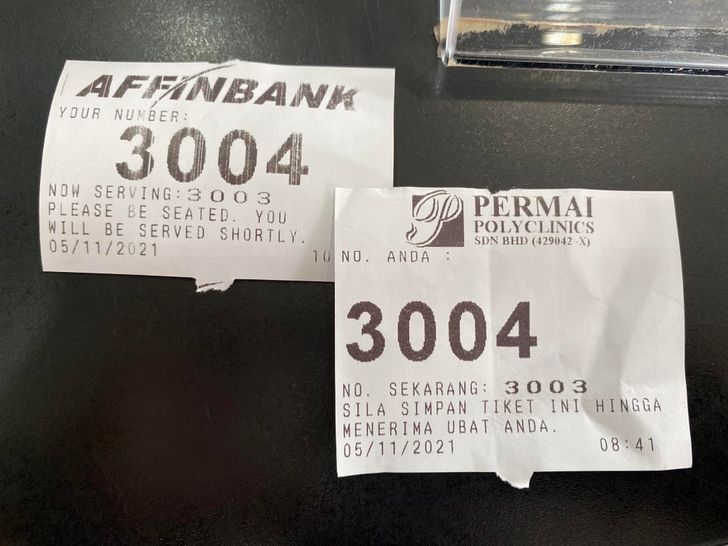 AFFINBANK
YOUR NUMBER:
3004
NOW SERVING:3003
PLEASE BE SEATED. YOU
WILL BE SERVED SHORTLY.
05/11/2021 10
PERMAI
POLYCLINICS
SDN BHD (429042-X)
NO. ANDA :
3004
NO. SEKARANG: 3003
SILA SIMPAN TIKET INI HINGGA
MENERIMA UBAT ANDA.
05/11/2021 08:41